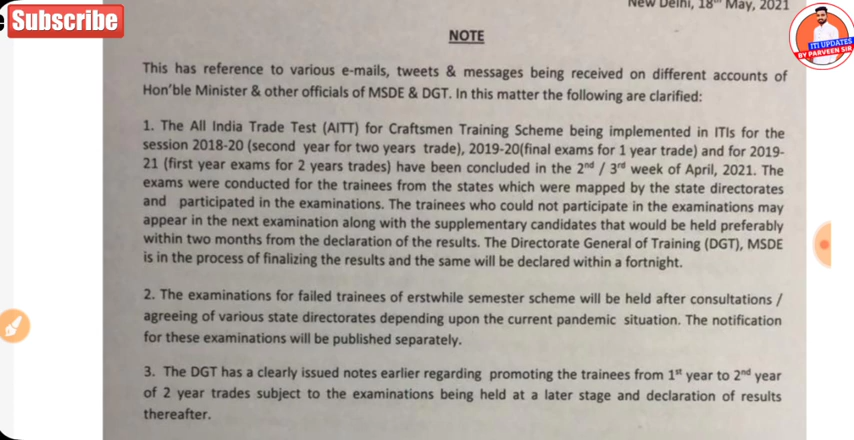 Subscribe
New Delhi, 18th May, 2021
ITI UPDATES
BY PARVEEN SIR
NOTE
This has reference to various e-mails, tweets & messages being received on different accounts of
Hon'ble Minister & other officials of MSDE & DGT. In this matter the following are clarified:
1. The All India Trade Test (AITT) for Craftsmen Training Scheme being implemented in ITIs for the
session 2018-20 (second year for two years trade), 2019-20(final exams for 1 year trade) and for 2019-
21 (first year exams for 2 years trades) have been concluded in the 2nd / 3rd week of April, 2021. The
exams were conducted for the trainees from the states which were mapped by the state directorates
and participated in the examinations. The trainees who could not participate in the examinations may
appear in the next examination along with the supplementary candidates that would be held preferably
within two months from the declaration of the results. The Directorate General of Training (DGT), MSDE
is in the process of finalizing the results and the same will be declared within a fortnight.
2. The examinations for failed trainees of erstwhile semester scheme will be held after consultations /
agreeing of various state directorates depending upon the current pandemic situation. The notification
for these examinations will be published separately.
3. The DGT has a clearly issued notes earlier regarding promoting the trainees from 1st year to 2nd year
of 2 year trades subject to the examinations being held at a later stage and declaration of results
thereafter.